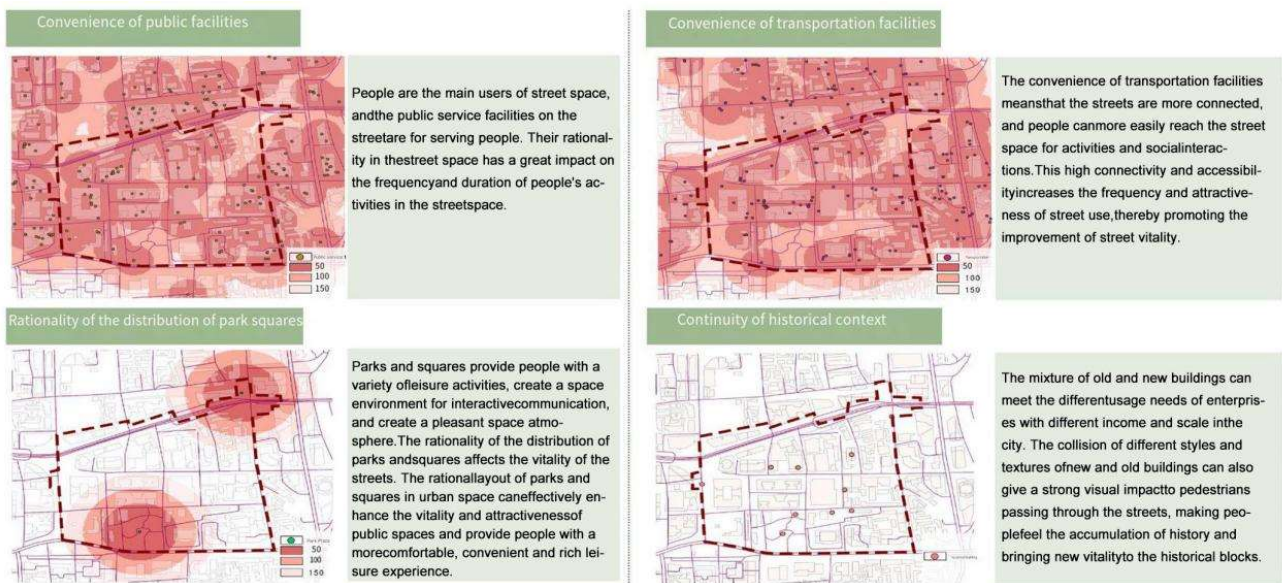 Convenience of public facilities
People are the main users of street space,
andthe public service facilities on the
streetare for serving people. Their rational-
ity in thestreet space has a great impact on
the frequencyand duration of people's ac-
tivities in the streetspace.
50
100
150
Convenience of transportation facilities
The convenience of transportation facilities
meansthat the streets are more connected,
and people canmore easily reach the street
space for activities and socialinterac-
tions.This high connectivity and accessibil-
ityincreases the frequency and attractive-
ness of street use,thereby promoting the
improvement of street vitality.
50
100
150
Rationality of the distribution of park squares
Parks and squares provide people with a
variety ofleisure activities, create a space
environment for interactivecommunication,
and create a pleasant space atmo-
sphere.The rationality of the distribution of
parks andsquares affects the vitality of the
streets. The rationallayout of parks and
squares in urban space caneffectively en-
hance the vitality and attractivenessof
public spaces and provide people with a
morecomfortable, convenient and rich lei-
sure experience.
50
100
150
Continuity of historical context
The mixture of old and new buildings can
meet the differentusage needs of enterpris-
es with different income and scale inthe
city. The collision of different styles and
textures ofnew and old buildings can also
give a strong visual impactto pedestrians
passing through the streets, making peo-
plefeel the accumulation of history and
bringing new vitalityto the historical blocks.